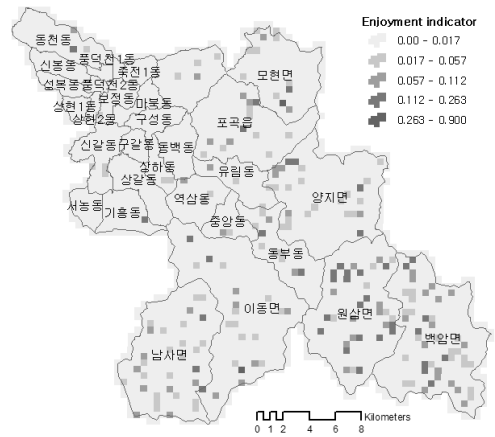 Enjoyment indicator
0.00 - 0.017
0.017 - 0.057
0.057 - 0.112
0.112 - 0.263
0.263 - 0.900
동천동
풍덕천1동
신봉동
죽전1동
성복동
풍덕천2동
보정동
상현1동
마북동
상현2동
구성동
모현면
포곡읍
신갈동
구갈동
동백동
상하동
유림동
상갈동
양지면
서농동
기흥동
역삼동
중앙동
동부동
이동면
원삼면
백암면
남사면
Kilometers
0 1 2 4 6 8